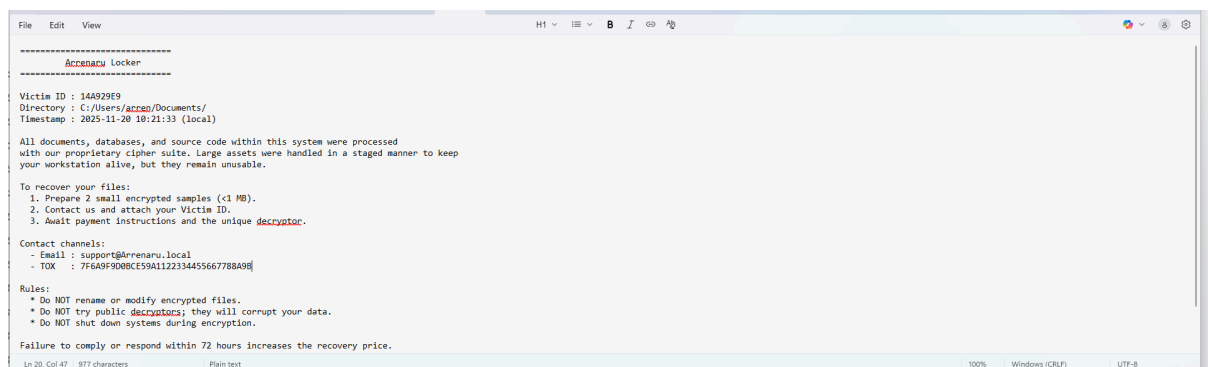 File Edit View H1 B I
==============================
Arrenaru Locker
==============================
Victim ID : 14A929E9
Directory : C:/Users/arren/Documents/
Timestamp : 2025-11-20 10:21:33 (local)
All documents, databases, and source code within this system were processed
with our proprietary cipher suite. Large assets were handled in a staged manner to keep
your workstation alive, but they remain unusable.
To recover your files:
1. Prepare 2 small encrypted samples (<1 MB).
2. Contact us and attach your Victim ID.
3. Await payment instructions and the unique decryptor.
Contact channels:
- Email : support@Arrenaru.local
- TOX : 7F6A9F9D0BCE59A1122334455667788A9B
Rules:
* Do NOT rename or modify encrypted files.
* Do NOT try public decryptors; they will corrupt your data.
* Do NOT shut down systems during encryption.
Failure to comply or respond within 72 hours increases the recovery price.
Ln 20, Col 47 977 characters Plain text 100% Windows (CRLF) UTF-8